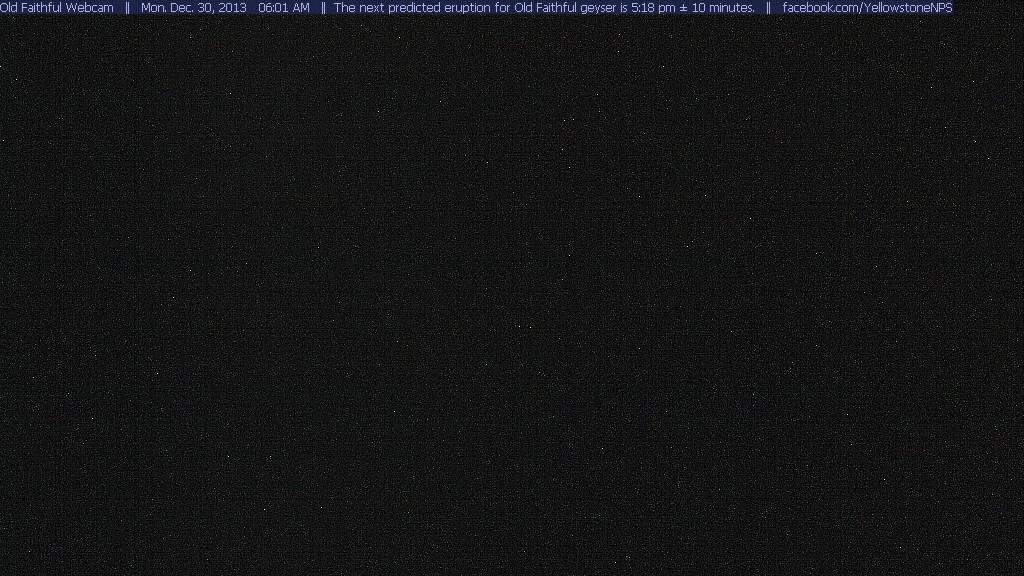 Old Faithful Webcam || Mon. Dec. 30, 2013 06:01 AM || The next predicted eruption for Old Faithful geyser is 5:18 pm ± 10 minutes. || facebook.com/YellowstoneNPS